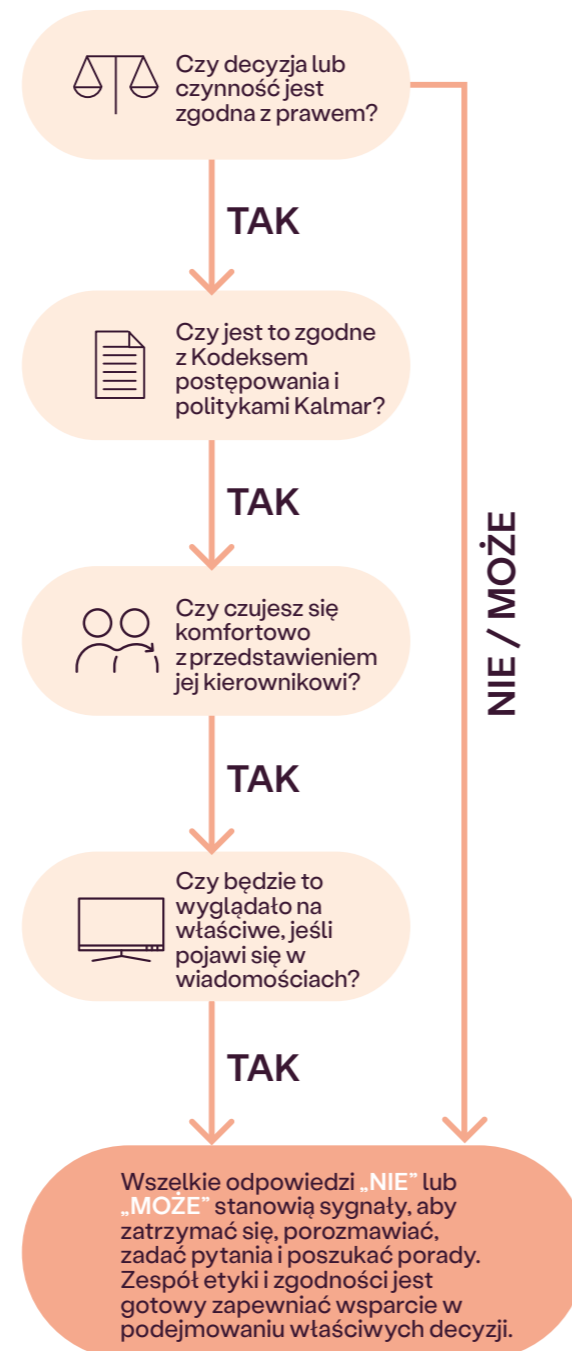 Czy decyzja lub
czynność jest
zgodna z prawem?
TAK
Czy jest to zgodne
z Kodeksem
postępowania i
politykami Kalmar?
TAK
NIE / MOŻE
Czy czujesz się
komfortowo
z przedstawieniem
jej kierownikowi?
TAK
Czy będzie to
wyglądało na
właściwe, jeśli
pojawi się w
wiadomościach?
TAK
Wszelkie odpowiedzi „NIE” lub
„MOŻE” stanowią sygnały, aby
zatrzymać się, porozmawiać,
zadać pytania i poszukać porady.
Zespół etyki i zgodności jest
gotowy zapewniać wsparcie w
podejmowaniu właściwych decyzji.